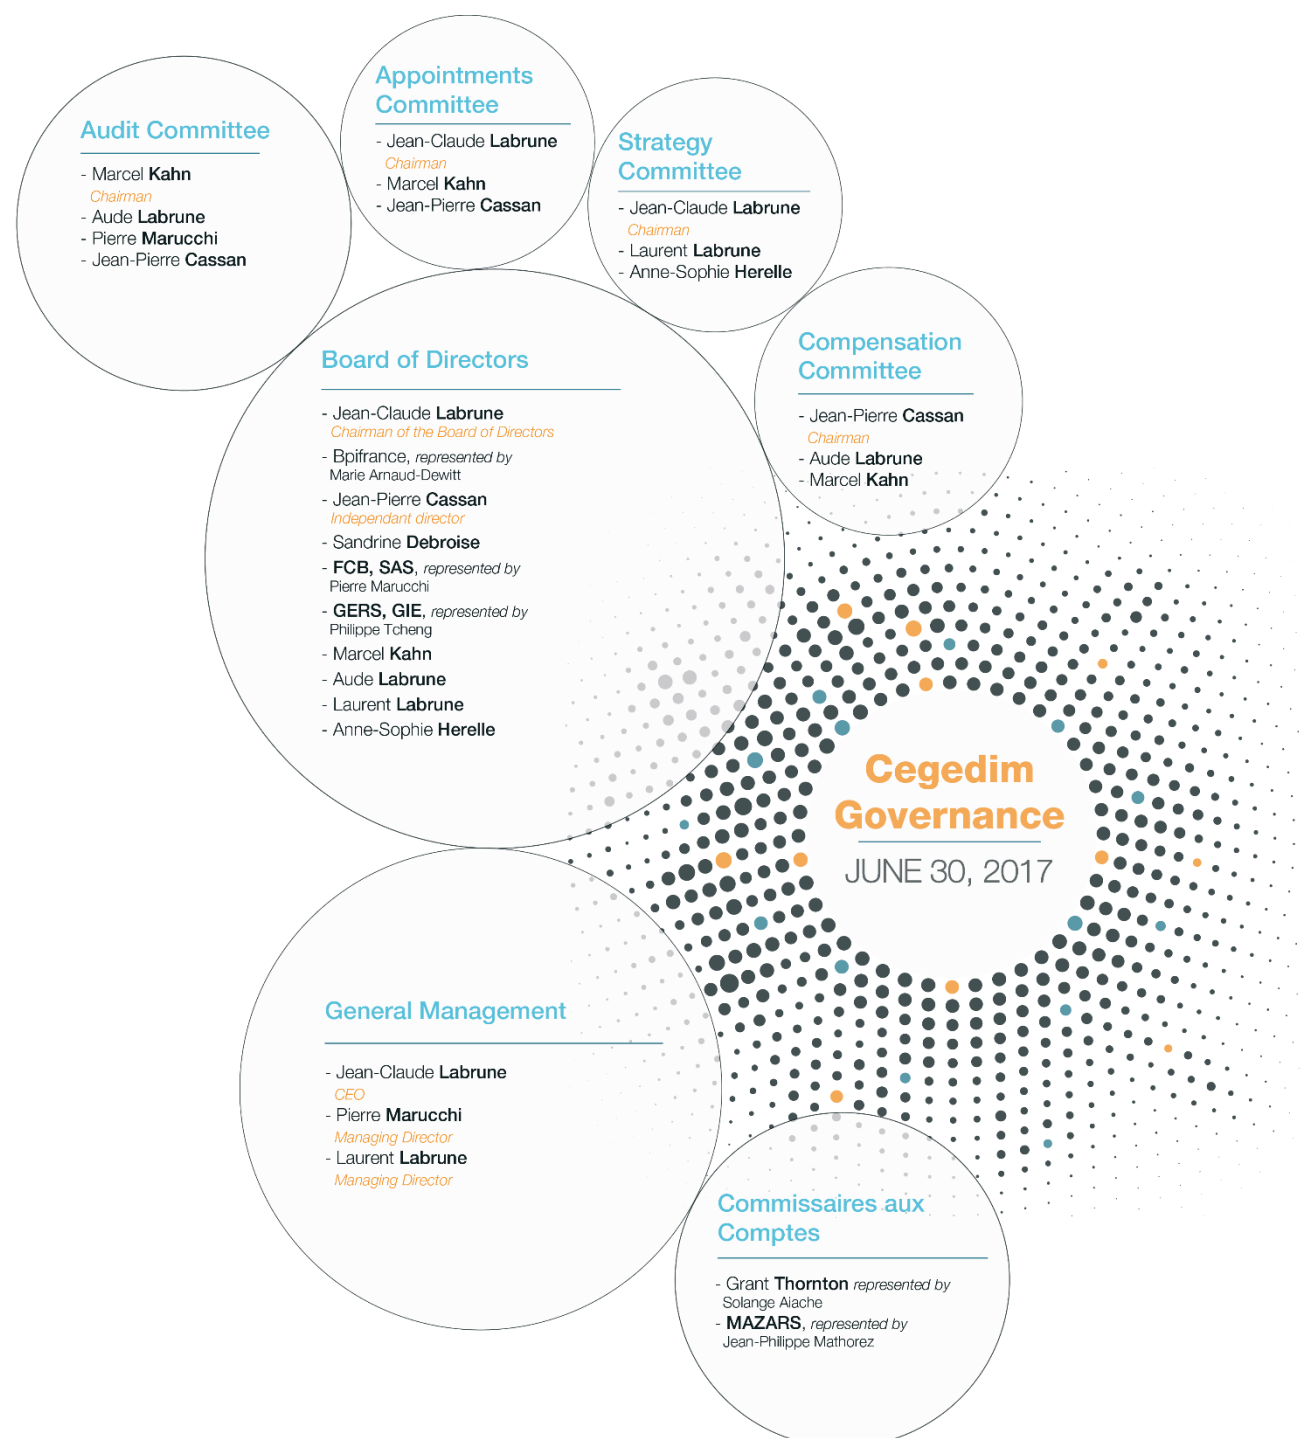 Audit Committee
- Marcel Kahn
Chairman
- Aude Labrune
- Pierre Marucchi
- Jean-Pierre Cassan
Appointments
Committee
- Jean-Claude Labrune
Chairman
- Marcel Kahn
- Jean-Pierre Cassan
Strategy
Committee
- Jean-Claude Labrune
Chairman
- Laurent Labrune
- Anne-Sophie Herelle
Compensation
Committee
- Jean-Pierre Cassan
Chairman
- Aude Labrune
- Marcel Kahn
Board of Directors
- Jean-Claude Labrune
Chairman of the Board of Directors
- Bpifrance, represented by
Marie Arnaud-Dewitt
- Jean-Pierre Cassan
Independant director
- Sandrine Debroise
- FCB, SAS, represented by
Pierre Marucchi
- GERS, GIE, represented by
Philippe Tcheng
- Marcel Kahn
- Aude Labrune
- Laurent Labrune
- Anne-Sophie Herelle
Cegedim
Governance
JUNE 30, 2017
General Management
- Jean-Claude Labrune
CEO
- Pierre Marucchi
Managing Director
- Laurent Labrune
Managing Director
Commissaires aux
Comptes
- Grant Thornton represented by
Solange Aiache
- MAZARS, represented by
Jean-Philippe Mathorez